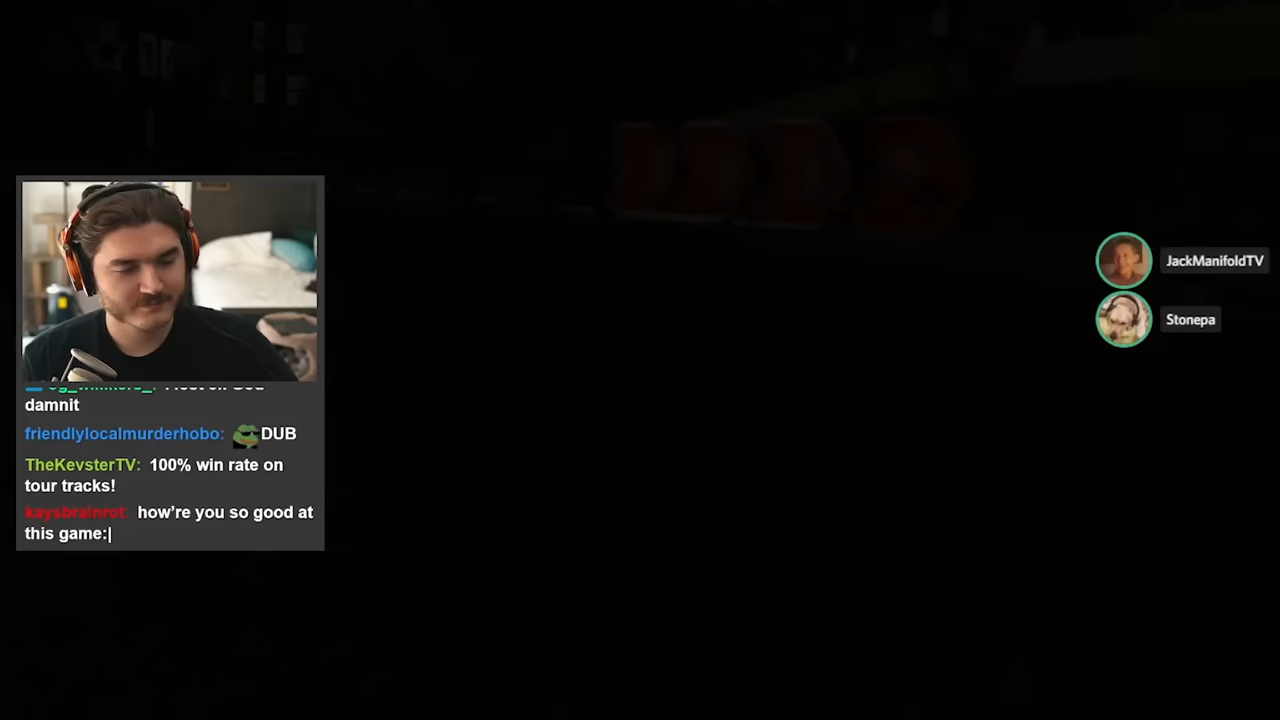 damnit
friendlylocalmurderhobo: DUB
TheKevsterTV: 100% win rate on
tour tracks!
kaysbrainrot: how’re you so good at
this game:|
JackManifoldTV
Stonepa